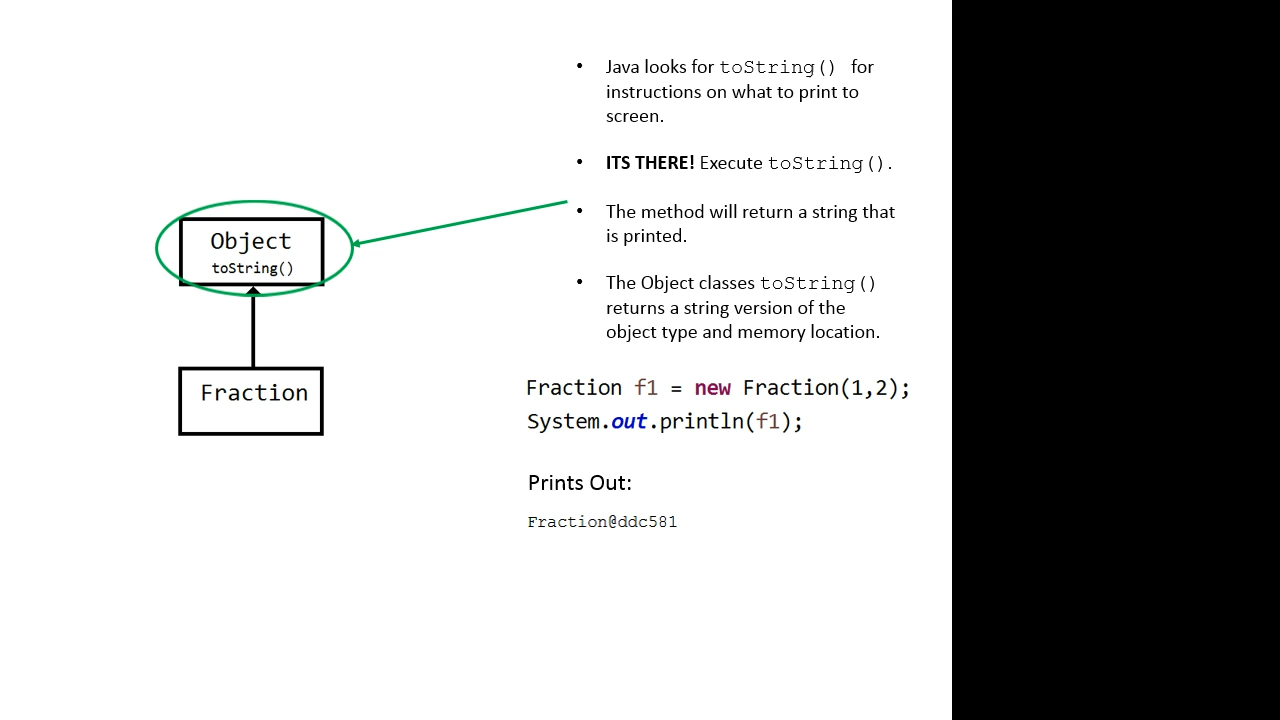 Object
toString()
Fraction
• Java looks for toString() for
instructions on what to print to
screen.
• ITS THERE! Execute toString().
• The method will return a string that
is printed.
• The Object classes toString()
returns a string version of the
object type and memory location.
Fraction f1 = new Fraction(1,2);
System.out.println(f1);
Prints Out:
Fraction@ddc581